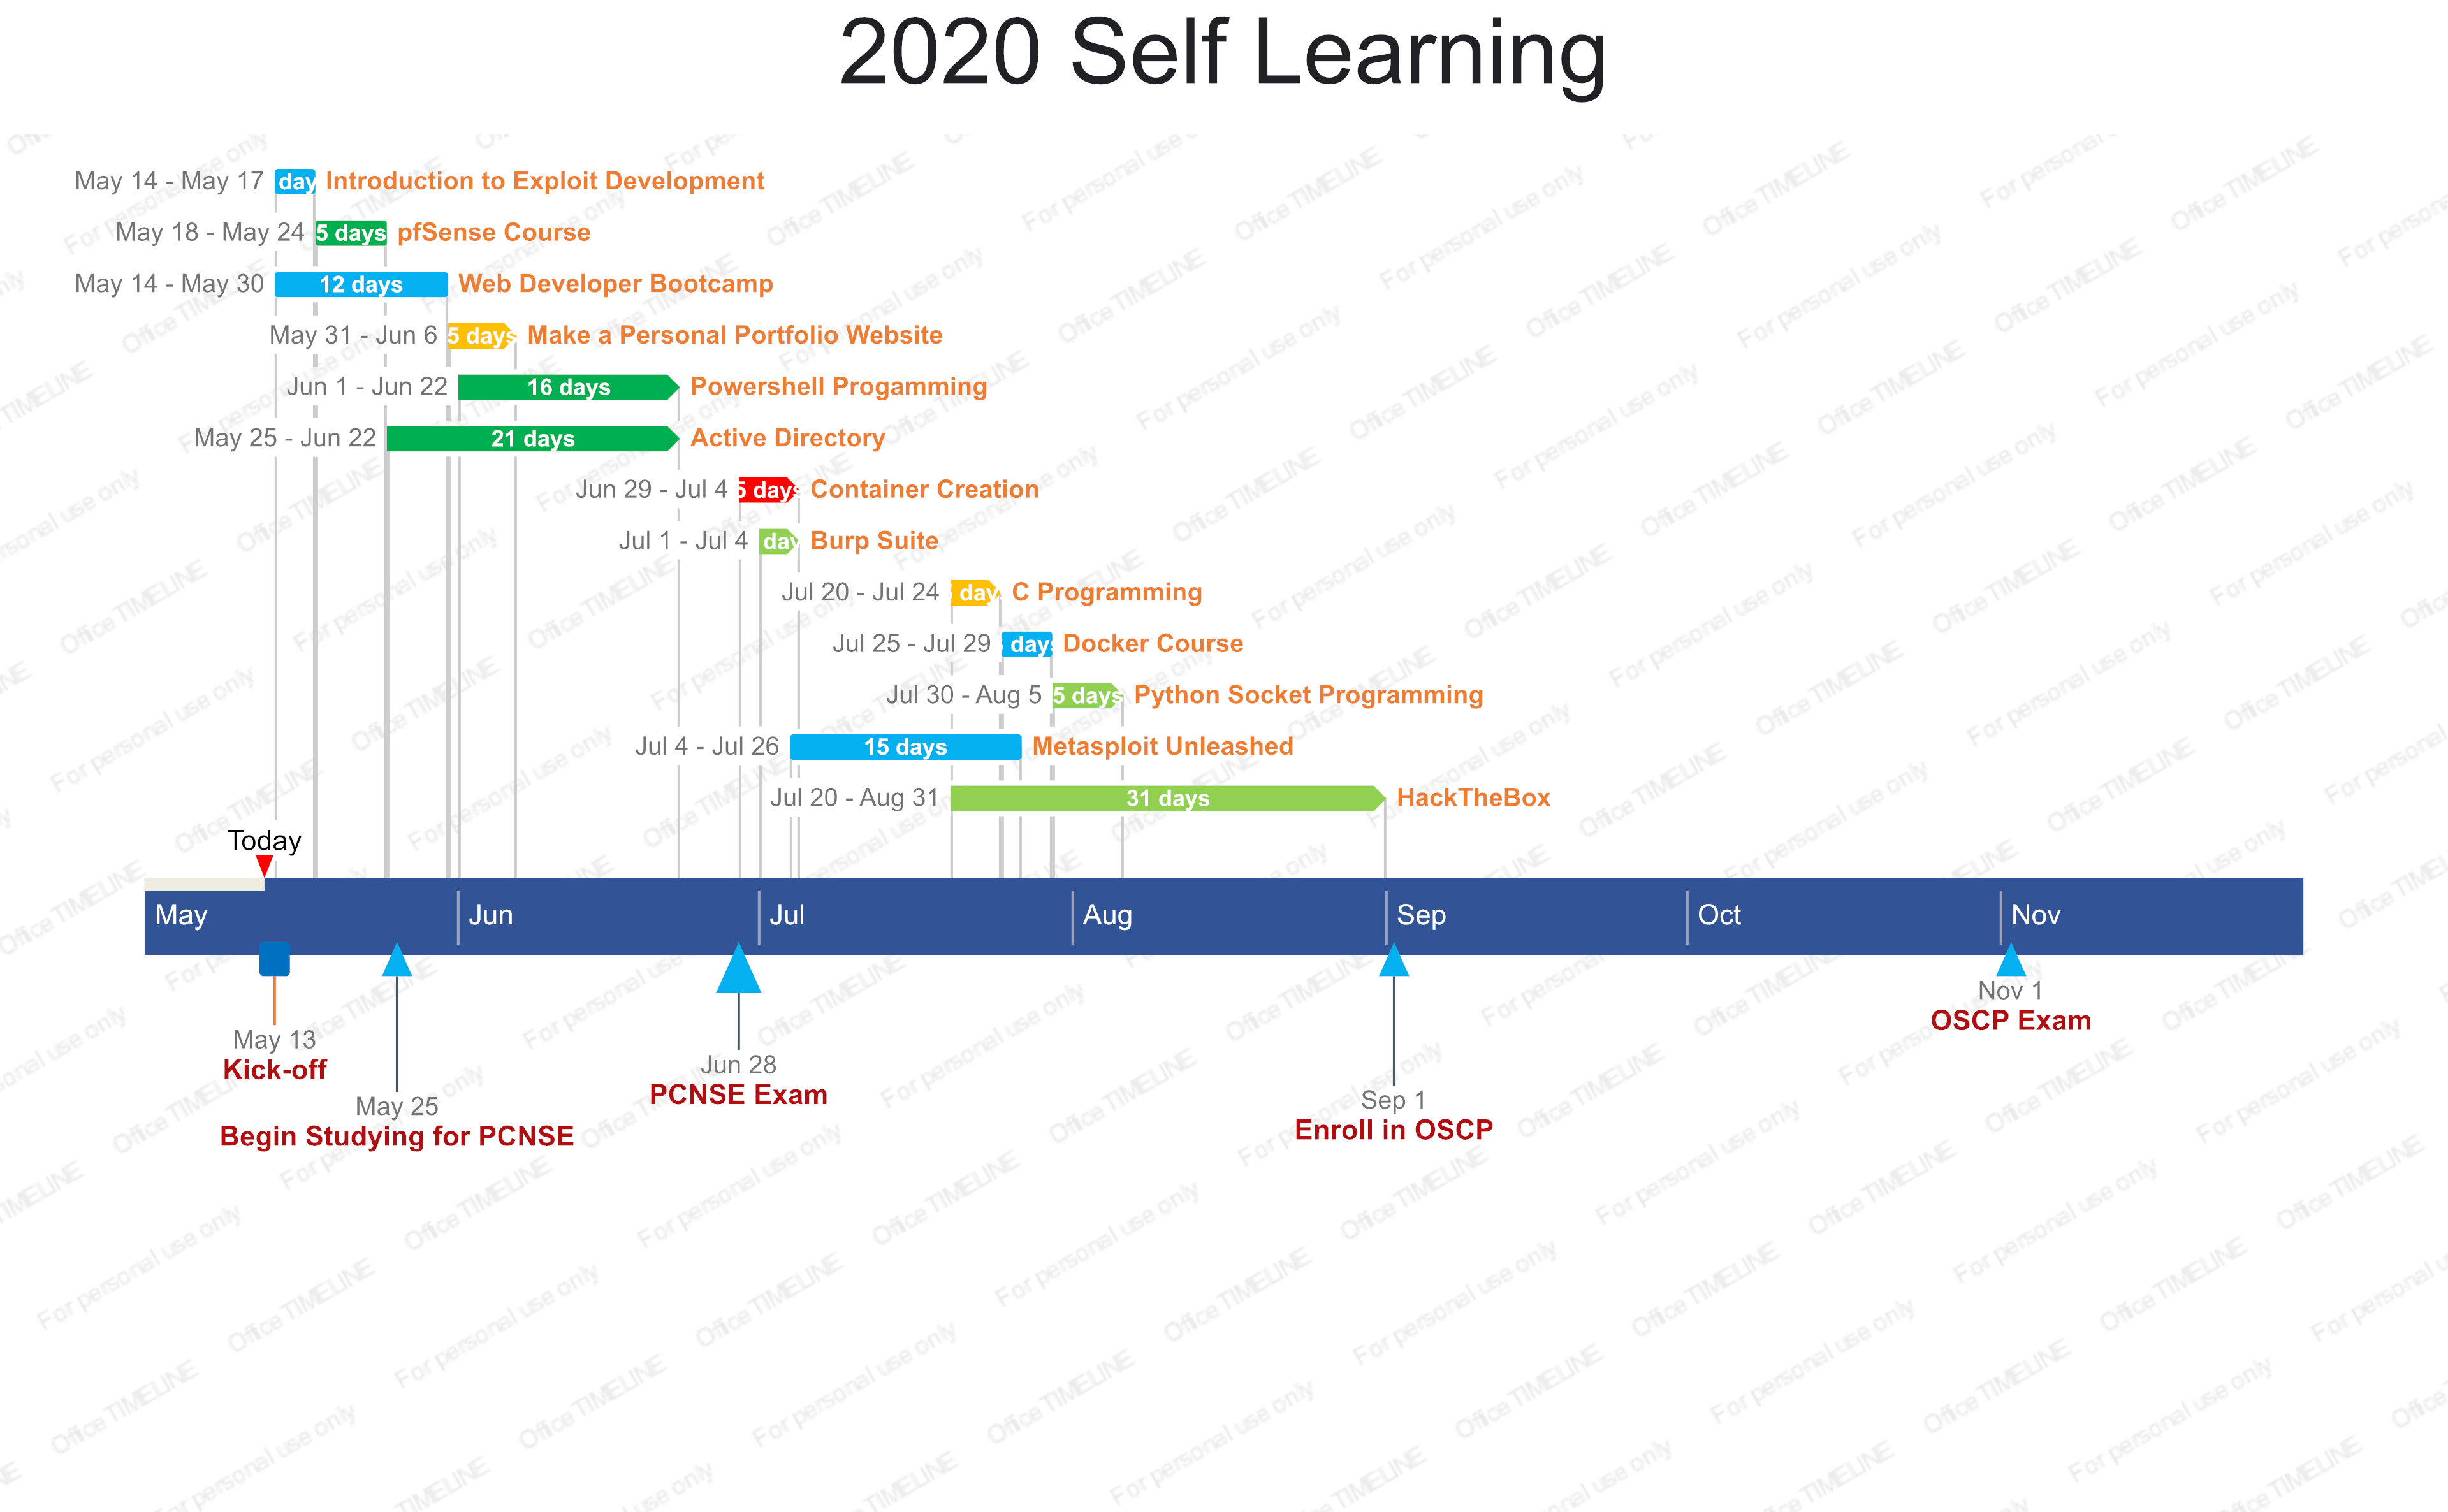 2020 Self Learning
May 14 - May 17 day Introduction to Exploit Development
May 18 - May 24 5 days pfSense Course
May 14 - May 30 12 days Web Developer Bootcamp
May 31 - Jun 6 5 days Make a Personal Portfolio Website
Jun 1 - Jun 22 16 days Powershell Progamming
May 25 - Jun 22 21 days Active Directory
Jun 29 - Jul 4 5 days Container Creation
Jul 1 - Jul 4 day Burp Suite
Jul 20 - Jul 24 day C Programming
Jul 25 - Jul 29 days Docker Course
Jul 30 - Aug 5 5 days Python Socket Programming
Jul 4 - Jul 26 15 days Metasploit Unleashed
Jul 20 - Aug 31 31 days HackTheBox
Today
May Jun Jul Aug Sep Oct Nov
May 13
Kick-off
May 25
Begin Studying for PCNSE
Jun 28
PCNSE Exam
Sep 1
Enroll in OSCP
Nov 1
OSCP Exam
Office TIMELINE For personal use only